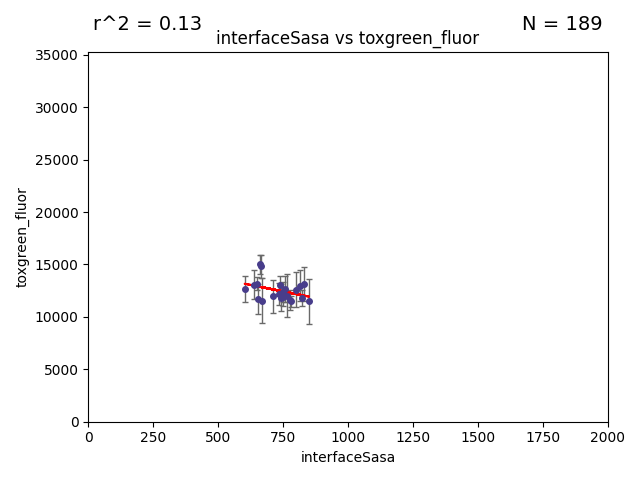 r^2 = 0.13
N = 189
interfaceSasa vs toxgreen_fluor
35000
30000
25000
20000
15000
10000
5000
0
toxgreen_fluor
0 250 500 750 1000 1250 1500 1750 2000
interfaceSasa